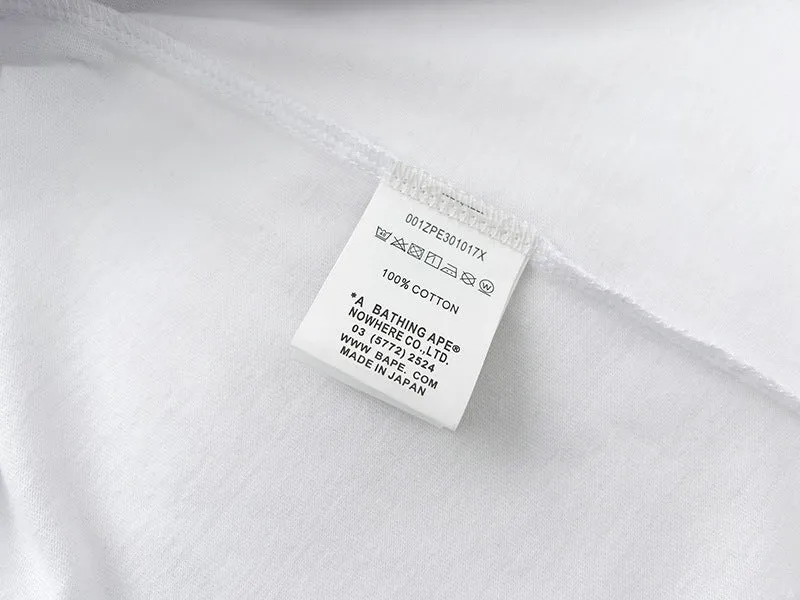 001ZPE301017X
100% COTTON
*A BATHING APE®
NOWHERE CO.,LTD.
03 (5772) 2524
WWW. BAPE. COM
MADE IN JAPAN